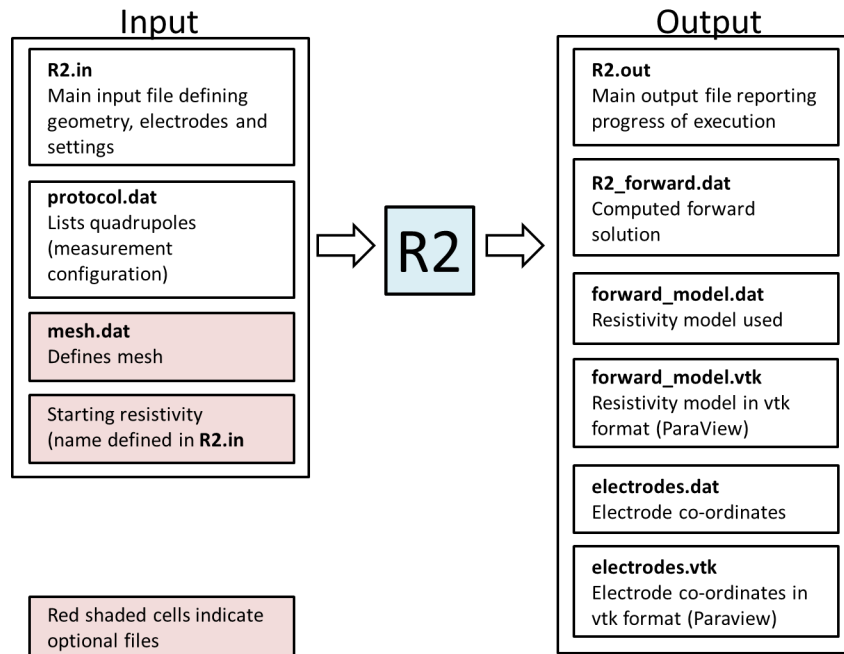 Input
R2.in
Main input file defining
geometry, electrodes and
settings
protocol.dat
Lists quadrupoles
(measurement
configuration)
mesh.dat
Defines mesh
Starting resistivity
(name defined in R2.in
Red shaded cells indicate
optional files
R2
Output
R2.out
Main output file reporting
progress of execution
R2_forward.dat
Computed forward
solution
forward_model.dat
Resistivity model used
forward_model.vtk
Resistivity model in vtk
format (ParaView)
electrodes.dat
Electrode co-ordinates
electrodes.vtk
Electrode co-ordinates in
vtk format (Paraview)